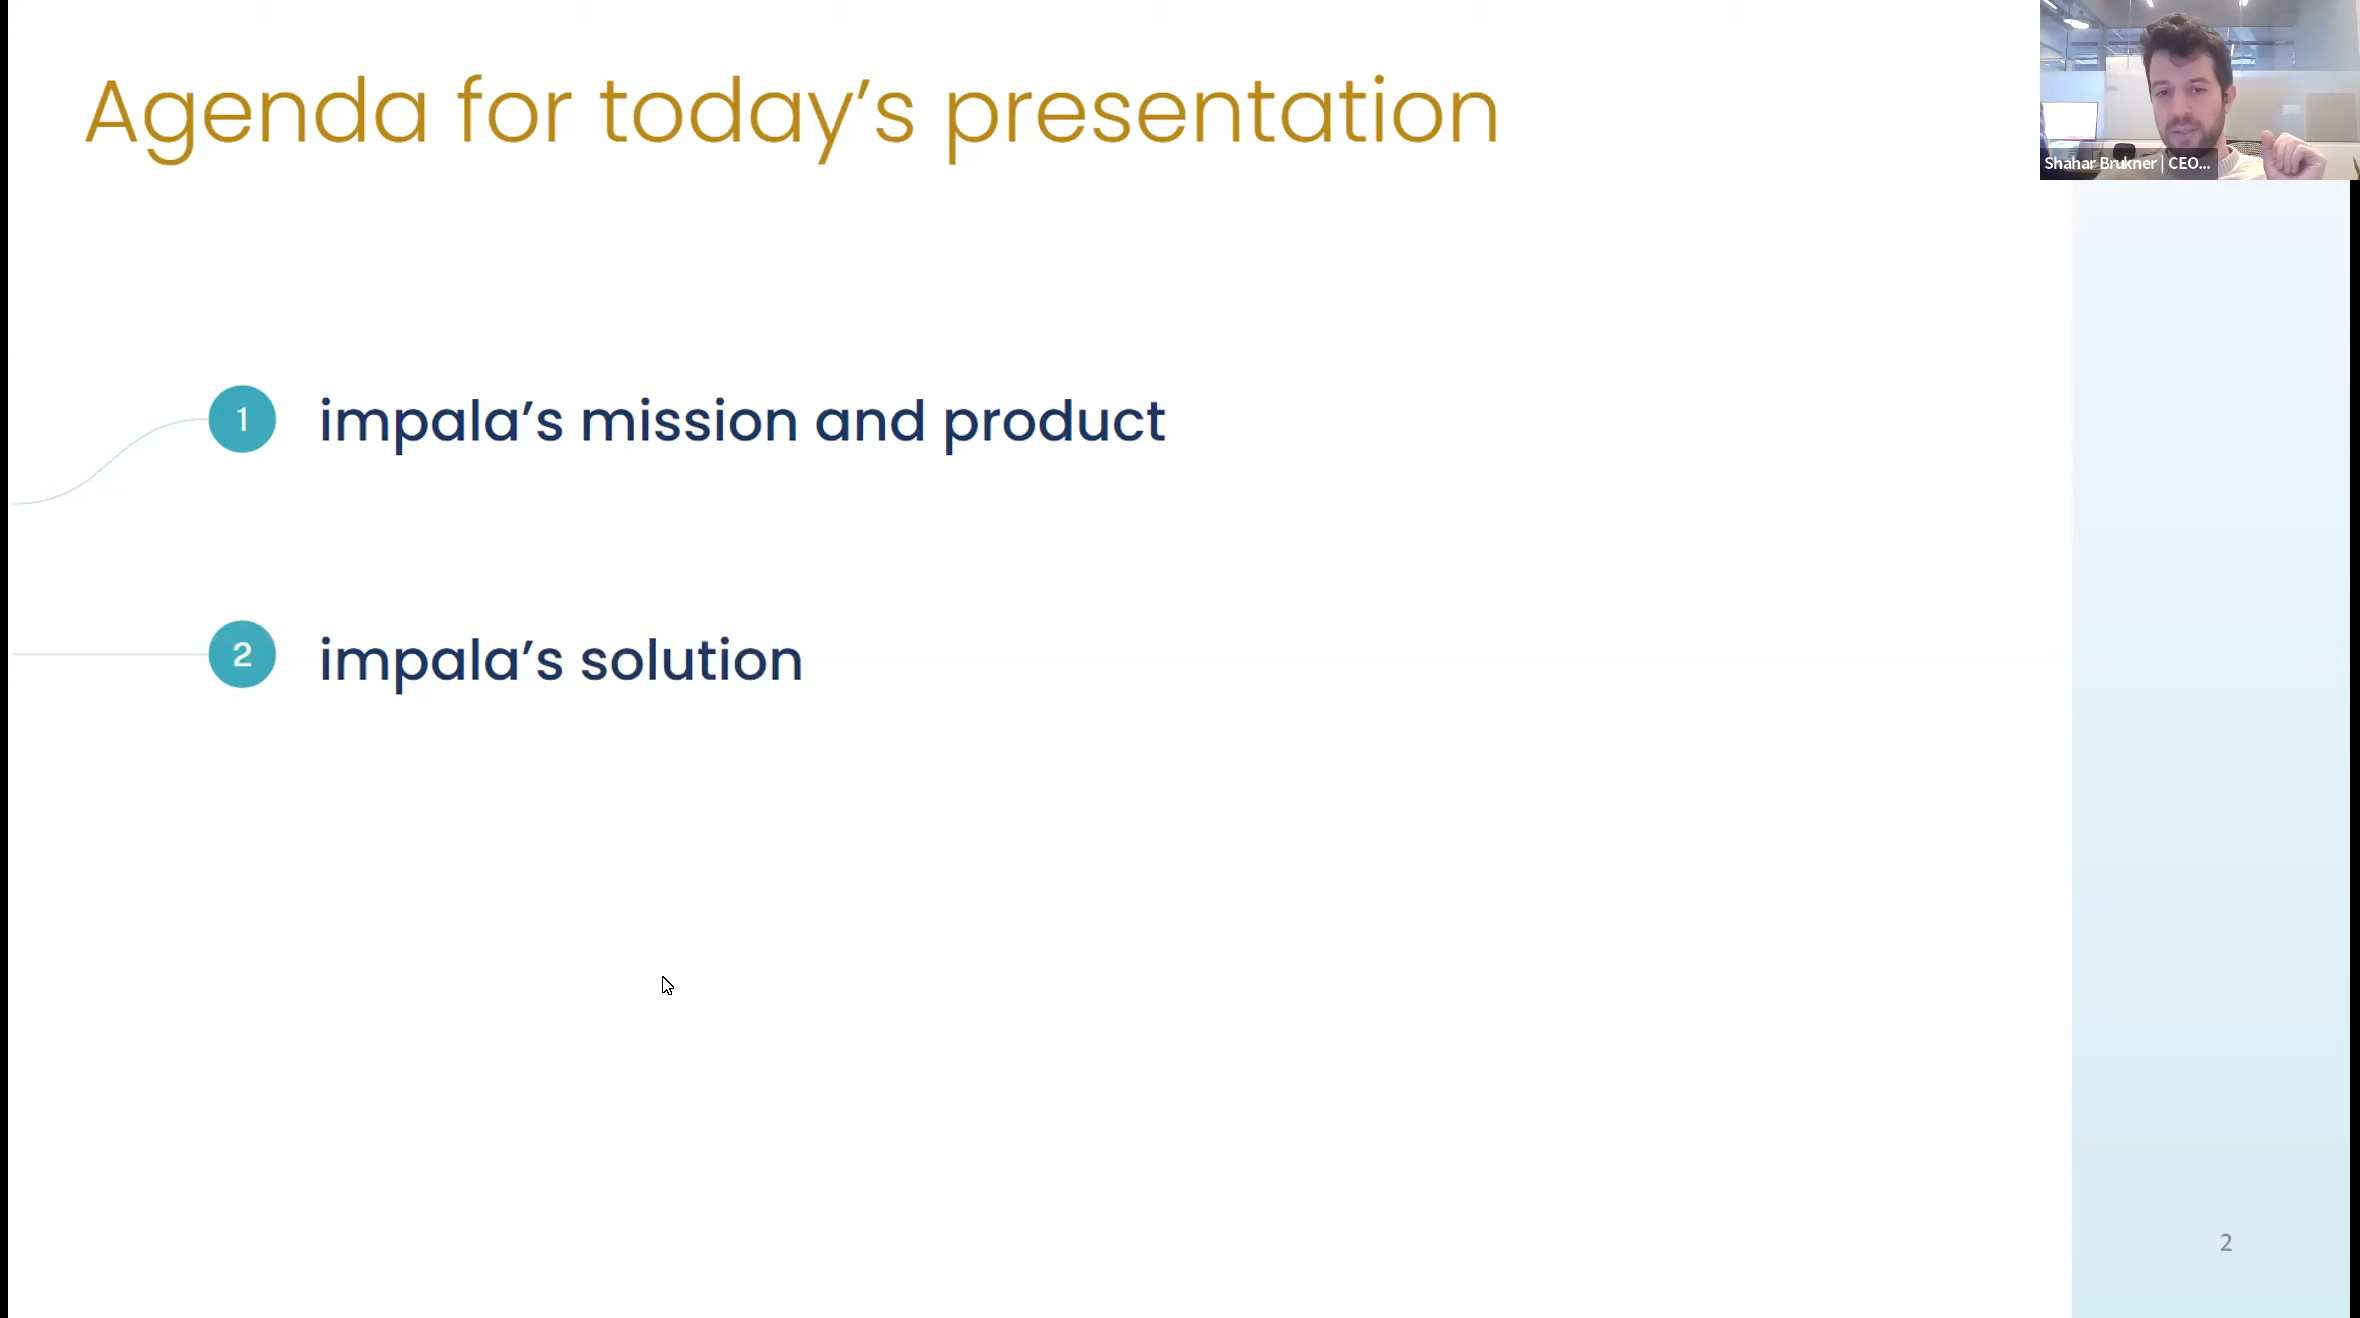 Agenda for today’s presentation
Shahar Brukner | CEO...
1
impala’s mission and product
2
impala’s solution
2